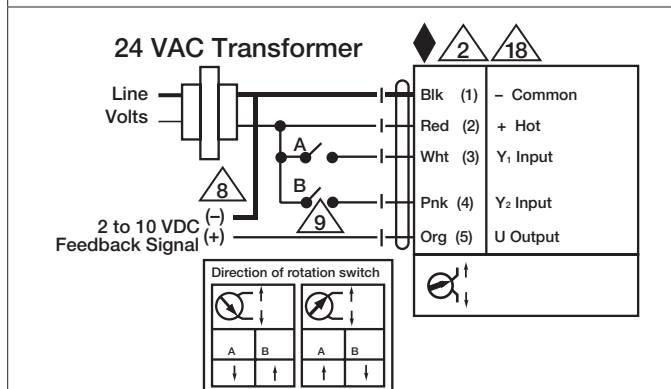 24 VAC Transformer
2
18
Line
Volts
Blk (1) – Common
Red (2) + Hot
A
Wht (3) Y₁ Input
8
B
9
Pnk (4) Y₂ Input
2 to 10 VDC (–)
Feedback Signal (+)
Org (5) U Output
Direction of rotation switch
A B A B